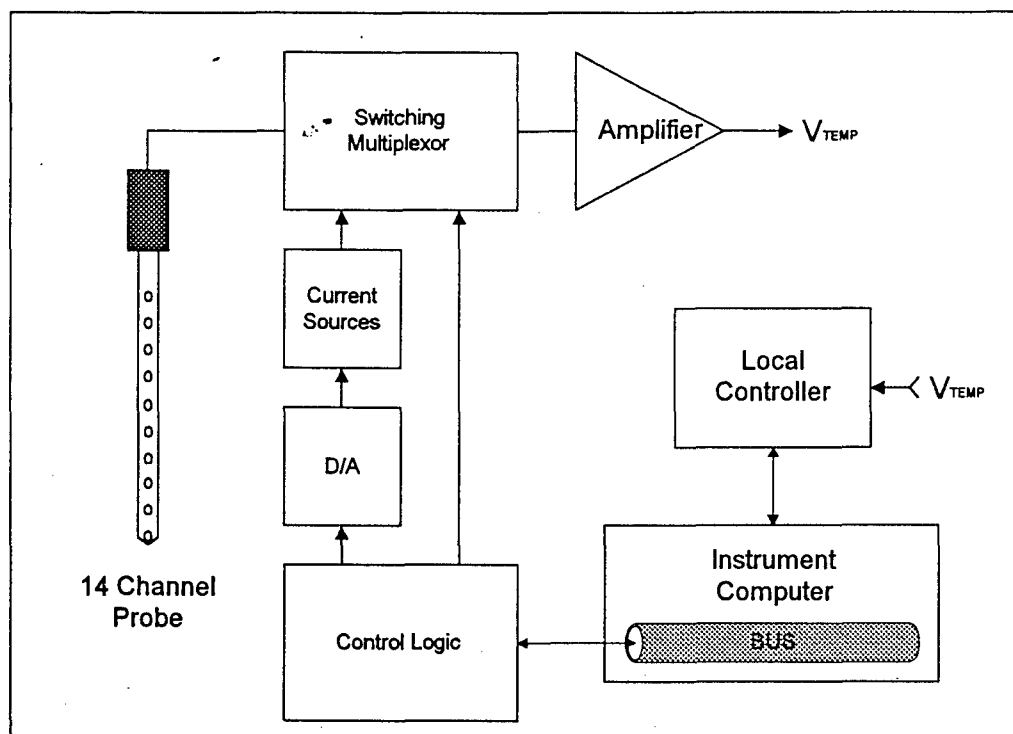 Switching
Multiplexor
Amplifier
VTEMP
Current
Sources
Local
Controller
VTEMP
D/A
14 Channel
Probe
Control Logic
Instrument
Computer
BUS